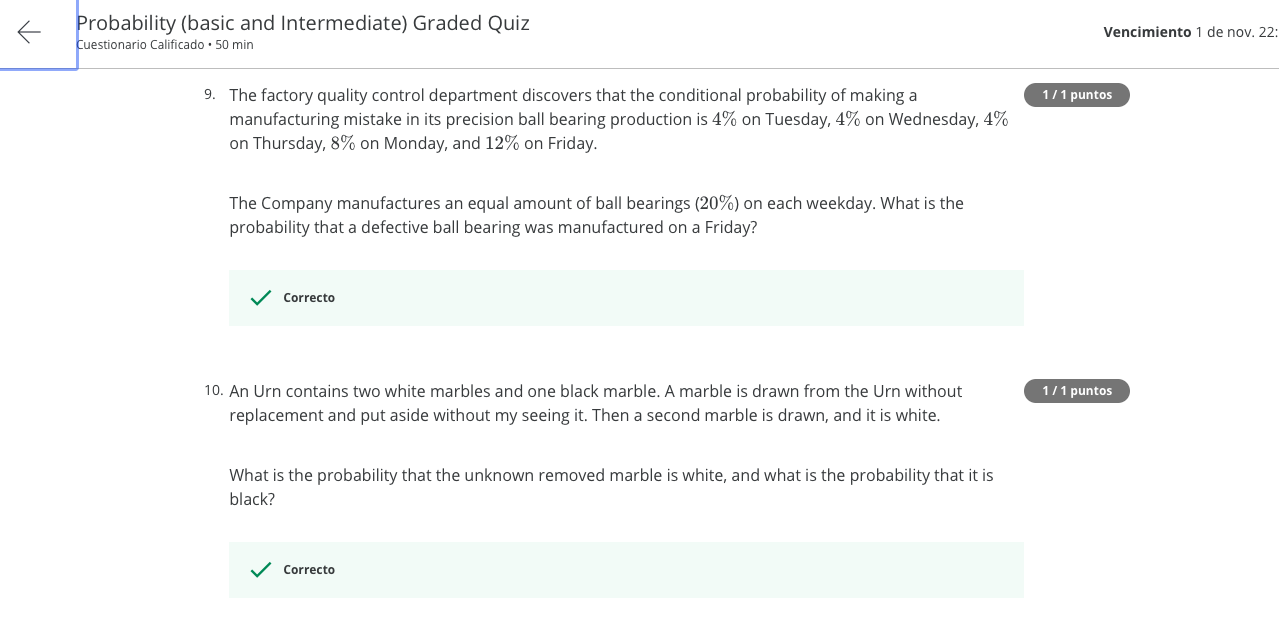 Probability (basic and Intermediate) Graded Quiz
Cuestionario Calificado • 50 min
Vencimiento 1 de nov. 22:
9. The factory quality control department discovers that the conditional probability of making a
1 / 1 puntos
manufacturing mistake in its precision ball bearing production is 4% on Tuesday, 4% on Wednesday, 4%
on Thursday, 8% on Monday, and 12% on Friday.
The Company manufactures an equal amount of ball bearings (20%) on each weekday. What is the
probability that a defective ball bearing was manufactured on a Friday?
Correcto
10. An Urn contains two white marbles and one black marble. A marble is drawn from the Urn without
1 / 1 puntos
replacement and put aside without my seeing it. Then a second marble is drawn, and it is white.
What is the probability that the unknown removed marble is white, and what is the probability that it is
black?
Correcto